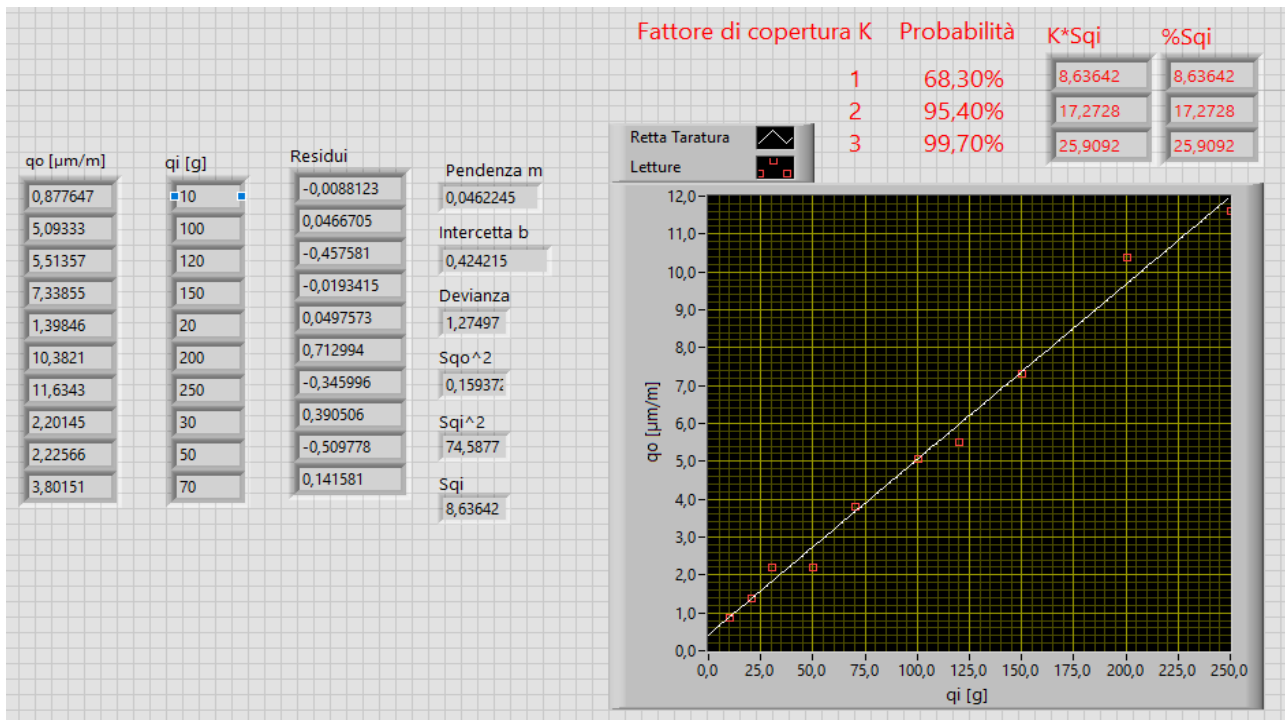 Fattore di copertura K Probabilità K*Sqi %Sqi
1 68,30% 8,63642 8,63642
2 95,40% 17,2728 17,2728
3 99,70% 25,9092 25,9092
qo [µm/m]
0,877647
5,09333
5,51357
7,33855
1,39846
10,3821
11,6343
2,20145
2,22566
3,80151
qi [g]
10
100
120
150
20
200
250
30
50
70
Residui
-0,0088123
0,0466705
-0,457581
-0,0193415
0,0497573
0,712994
-0,345996
0,390506
-0,509778
0,141581
Pendenza m
0,0462245
Intercetta b
0,424215
Devianza
1,27497
Sqo^2
0,159372
Sqi^2
74,5877
Sqi
8,63642
Retta Taratura
Letture
12,0
11,0
10,0
9,0
8,0
7,0
6,0
5,0
4,0
3,0
2,0
1,0
0,0
qo [µm/m]
0,0 25,0 50,0 75,0 100,0 125,0 150,0 175,0 200,0 225,0 250,0
qi [g]